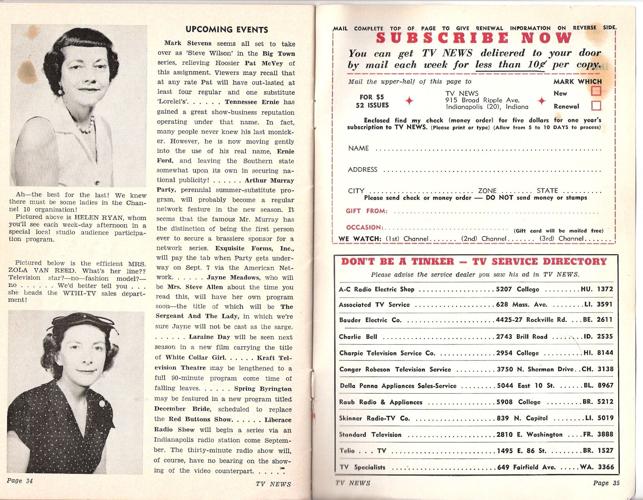 Ah—the best for the last! We knew
there must be some ladies in the Chan-
nel 10 organization!
Pictured above is HELEN RYAN, whom
you'll see each week-day afternoon in a
special local studio audience participa-
tion program.
Pictured below is the efficient MRS.
ZOLA VAN REED. What's her line??
Television star?—no—fashion model?—
no . . . . . . We'd better tell you . . .
she heads the WTHI-TV sales depart-
ment!
Page 34
UPCOMING EVENTS
Mark Stevens seems all set to take
over as 'Steve Wilson' in the Big Town
series, relieving Hoosier Pat McVey of
this assignment. Viewers may recall that
at any rate Pat will have out-lasted at
least four regular and one substitute
'Lorelei's'. . . . . . Tennessee Ernie has
gained a great show-business reputation
operating under that name. In fact,
many people never knew his last monick-
er. However, he is now moving gently
into the use of his real name, Ernie
Ford, and leaving the Southern state
somewhat upon its own in securing na-
tional publicity! . . . . . . Arthur Murray
Party, perennial summer-substitute pro-
gram, will probably become a regular
network feature in the new season. It
seems that the famous Mr. Murray has
the distinction of being the first person
ever to secure a brassiere sponsor for a
network series. Exquisite Forms, Inc.,
will pay the tab when Party gets under-
way on Sept. 7 via the American Net-
work. . . . . . Jayne Meadows, who will
be Mrs. Steve Allen about the time you
read this, will have her own program
soon—the title of which will be The
Sergeant And The Lady, in which we're
sure Jayne will not be cast as the sarge.
. . . . . . Laraine Day will be seen next
season in a new film carrying the title
of White Collar Girl. . . . . . Kraft Tel-
evision Theatre may be lengthened to a
full 90-minute program come time of
falling leaves. . . . . . Spring Byrington
may be featured in a new program titled
December Bride, scheduled to replace
the Red Buttons Show. . . . . . Liberace
Radio Show will begin a series via an
Indianapolis radio station come Septem-
ber. The thirty-minute radio show will,
of course, have no bearing on the show-
ing of the video counterpart. . . . . .
TV NEWS
MAIL COMPLETE TOP OF PAGE TO GIVE RENEWAL INFORMATION ON REVERSE SIDE.
SUBSCRIBE NOW
You can get TV NEWS delivered to your door
by mail each week for less than 10¢ per copy.
Mail the upper-half of this page to
MARK WHICH
FOR $5
52 ISSUES
TV NEWS
915 Broad Ripple Ave.
Indianapolis (20), Indiana
New
Renewal
Enclosed find my check (money order) for five dollars for one year's
subscription to TV NEWS. (Please print or type) (Allow from 5 to 10 DAYS to process)
NAME
ADDRESS
CITY ZONE STATE
Please send check or money order — DO NOT send money or stamps
GIFT FROM:
OCCASION: (Gift card will be mailed free)
WE WATCH: (1st) Channel (2nd) Channel (3rd) Channel
DON'T BE A TINKER — TV SERVICE DIRECTORY
Please advise the service dealer you saw his ad in TV NEWS.
A-C Radio Electric Shop 5207 College HU. 1372
Associated TV Service 628 Mass. Ave. LI. 3591
Bauder Electric Co. 4425-27 Rockville Rd. BE. 2611
Charlie Bell 2743 Brill Road ID. 2535
Charpie Television Service Co. 2954 College HI. 8144
Conger Robeson Television Service 3750 N. Sherman Drive CH. 3138
Della Penna Appliances Sales-Service 5044 East 10 St. BL. 8967
Raub Radio & Appliances 5908 College BR. 5212
Skinner Radio-TV Co. 839 N. Capitol LI. 5019
Standard Television 2810 E. Washington FR. 3888
Telio . . . TV 1495 E. 86 St. BR. 1527
TV Specialists 649 Fairfield Ave. WA. 3366
TV NEWS
Page 35